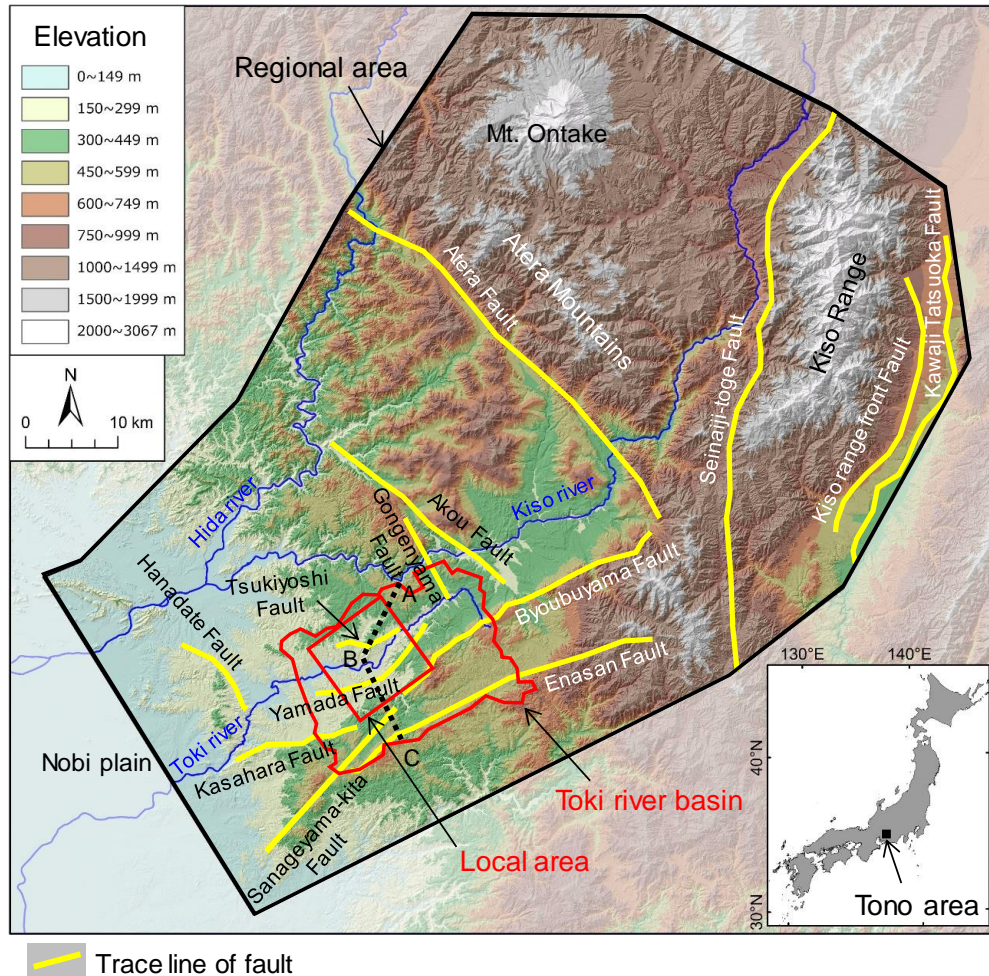 Elevation
0~149 m
150~299 m
300~449 m
450~599 m
600~749 m
750~999 m
1000~1499 m
1500~1999 m
2000~3067 m
N
0 10 km
Regional area
Mt. Ontake
Atera Fault
Atera Mountains
Seinaiji-toge Fault
Kiso Range
Kiso range front Fault
Kawaji Tatsuoka Fault
Hida river
Kiso river
Akou Fault
Gongenyama
Fault
Hanadate Fault
Tsukiyoshi
Fault
A
B
C
Byoubuyama Fault
Enasan Fault
Yamada Fault
Toki river
Nobi plain
Kasahara Fault
Sanageyama-kita
Fault
Local area
Toki river basin
130°E 140°E
40°N
30°N
Tono area
Trace line of fault